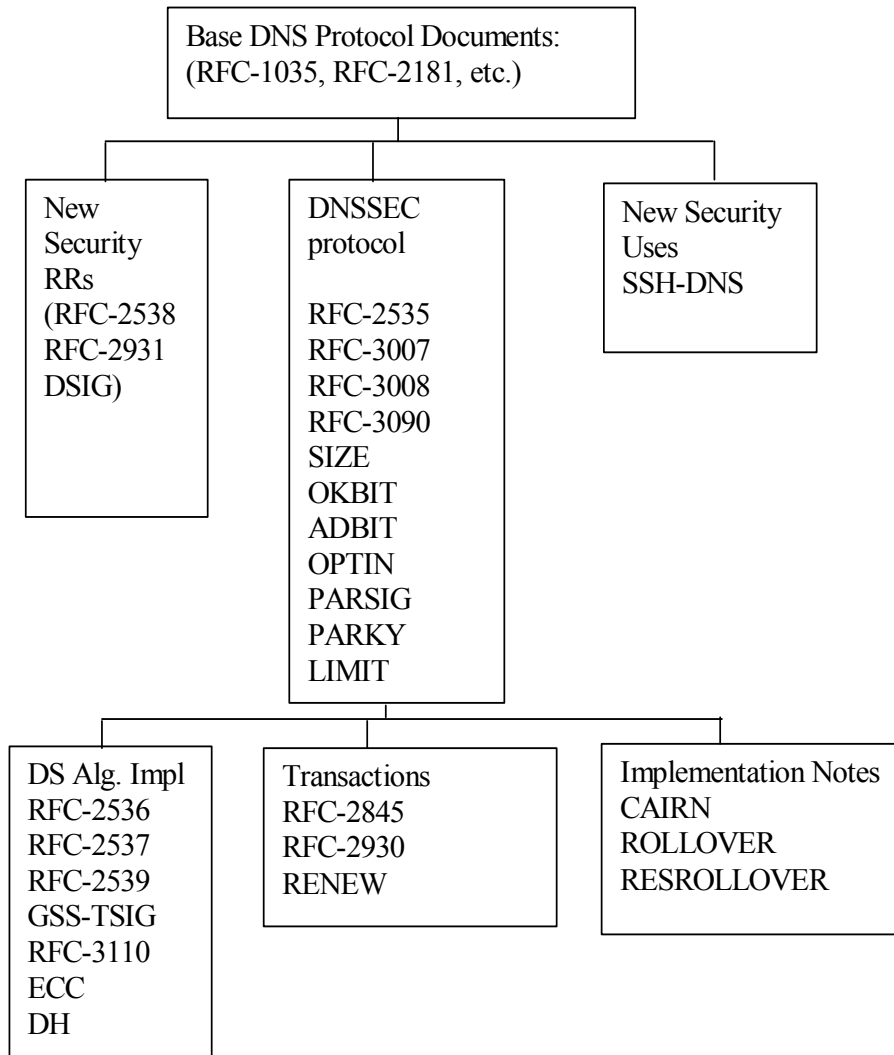 Base DNS Protocol Documents:
(RFC-1035, RFC-2181, etc.)
New
Security
RRs
(RFC-2538
RFC-2931
DSIG)
DNSSEC
protocol
RFC-2535
RFC-3007
RFC-3008
RFC-3090
SIZE
OKBIT
ADBIT
OPTIN
PARSIG
PARKY
LIMIT
New Security
Uses
SSH-DNS
DS Alg. Impl
RFC-2536
RFC-2537
RFC-2539
GSS-TSIG
RFC-3110
ECC
DH
Transactions
RFC-2845
RFC-2930
RENEW
Implementation Notes
CAIRN
ROLLOVER
RESROLLOVER